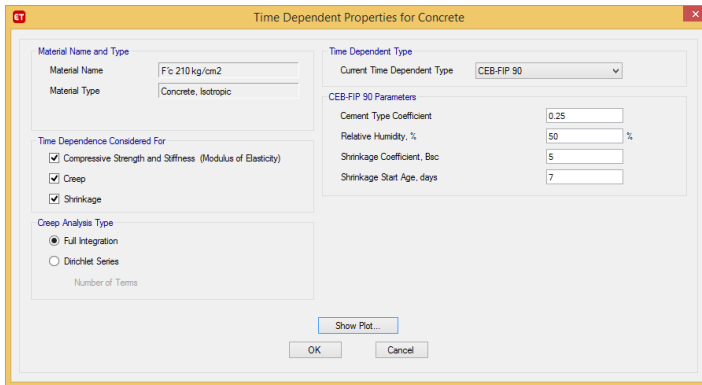 ET
Time Dependent Properties for Concrete
x
Material Name and Type
Material Name
F'c 210 kg/cm2
Material Type
Concrete, Isotropic
Time Dependence Considered For
Compressive Strength and Stiffness (Modulus of Elasticity)
Creep
Shrinkage
Creep Analysis Type
Full Integration
Dirichlet Series
Number of Terms
Time Dependent Type
Current Time Dependent Type
CEB-FIP 90
CEB-FIP 90 Parameters
Cement Type Coefficient
0.25
Relative Humidity, %
50
%
Shrinkage Coefficient, Bsc
5
Shrinkage Start Age, days
7
Show Plot...
OK
Cancel